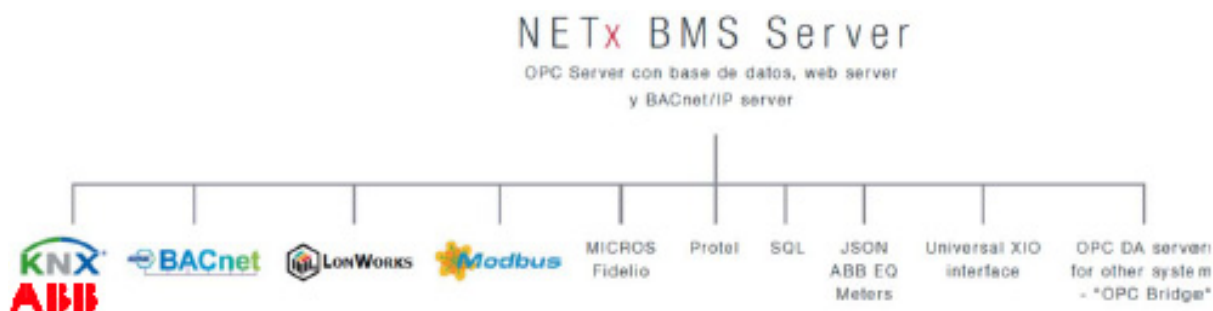 NETx BMS Server
OPC Server con base de datos, web server
y BACnet/IP server
KNX
ABB
BACnet
LONWORKS
Modbus
MICROS
Fidelio
Protel
SQL
JSON
ABB EQ
Meters
Universal XIO
interface
OPC DA servers
for other system
- "OPC Bridge"